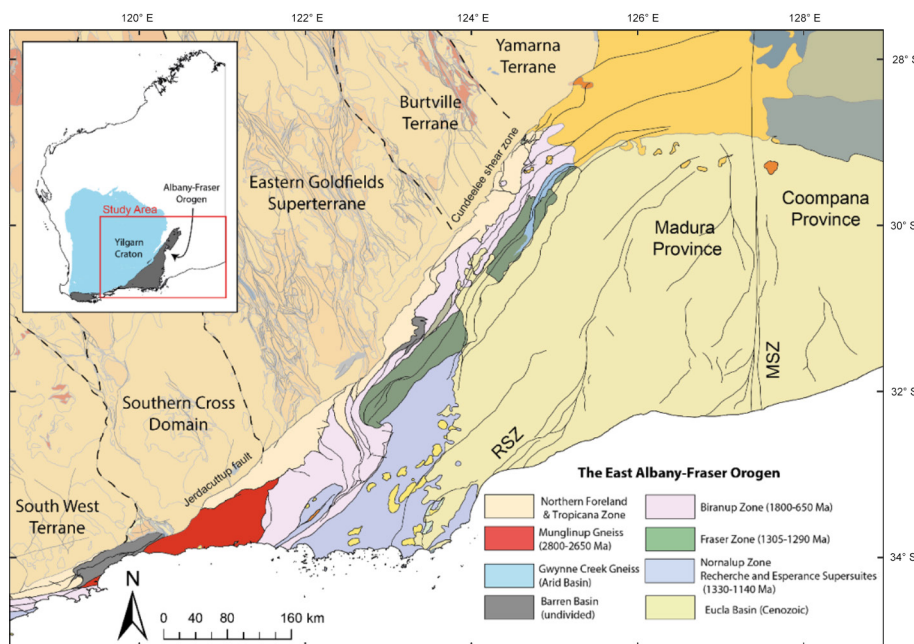 120° E
122° E
124° E
126° E
128° E
28° S
30° S
32° S
34° S
Yamarna
Terrane
Burtville
Terrane
Cundeelee shear zone
Eastern Goldfields
Superterrane
Study Area
Albany-Fraser
Orogen
Yilgarn
Craton
Coompana
Province
Madura
Province
MSZ
RSZ
Southern Cross
Domain
Jerdacuttup fault
South West
Terrane
The East Albany-Fraser Orogen
Northern Foreland
& Tropicana Zone
Munglinup Gneiss
(2800-2650 Ma)
Gwynne Creek Gneiss
(Arid Basin)
Barren Basin
(undivided)
Biranup Zone (1800-650 Ma)
Fraser Zone (1305-1290 Ma)
Nornalup Zone
Recherche and Esperance Supersuites
(1330-1140 Ma)
Eucla Basin (Cenozoic)
N
0 40 80 160 km